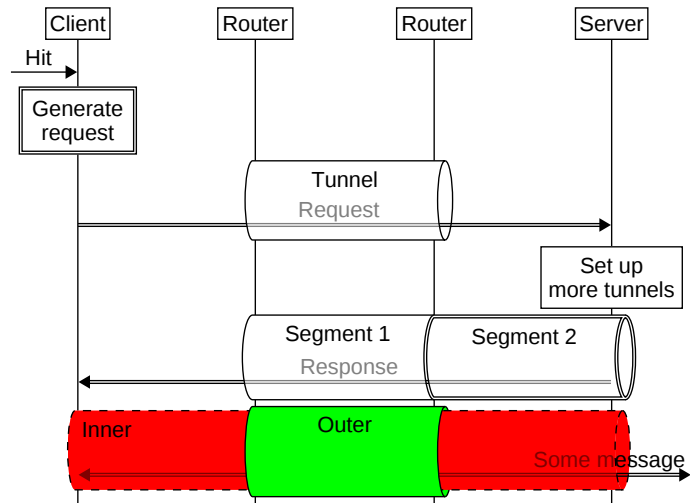 Client
Router
Router
Server
Hit
Generate
request
Tunnel
Request
Set up
more tunnels
Segment 1
Segment 2
Response
Inner
Outer
Some message